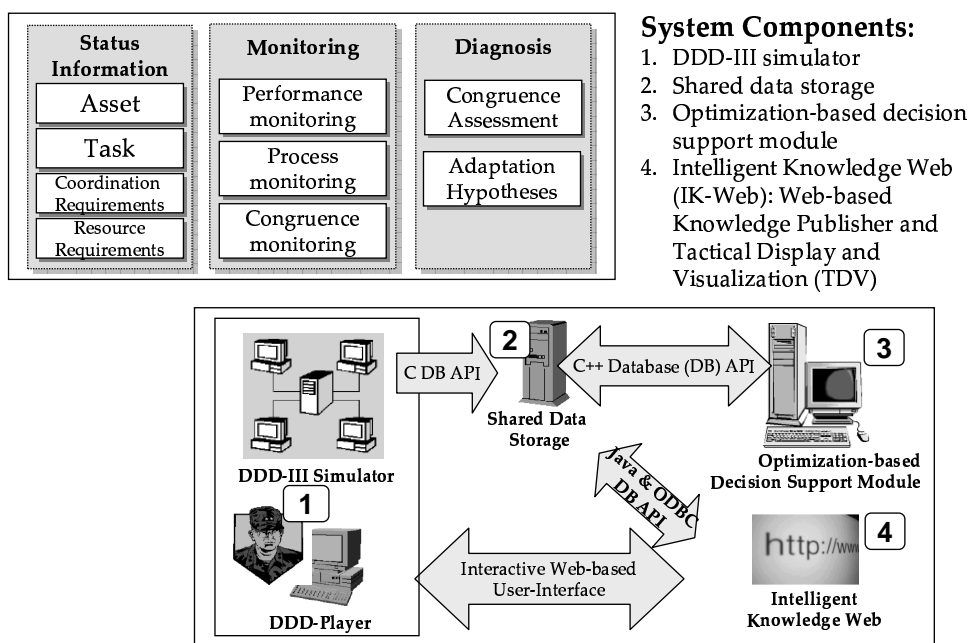 Status
Information
Asset
Task
Coordination
Requirements
Resource
Requirements
Monitoring
Performance
monitoring
Process
monitoring
Congruence
monitoring
Diagnosis
Congruence
Assessment
Adaptation
Hypotheses
System Components:
1. DDD-III simulator
2. Shared data storage
3. Optimization-based decision
support module
4. Intelligent Knowledge Web
(IK-Web): Web-based
Knowledge Publisher and
Tactical Display and
Visualization (TDV)
DDD-III Simulator
1
DDD-Player
C DB API
2
Shared Data
Storage
C++ Database (DB) API
3
Optimization-based
Decision Support Module
Java & ODBC
DB API
Interactive Web-based
User-Interface
http://www
4
Intelligent
Knowledge Web